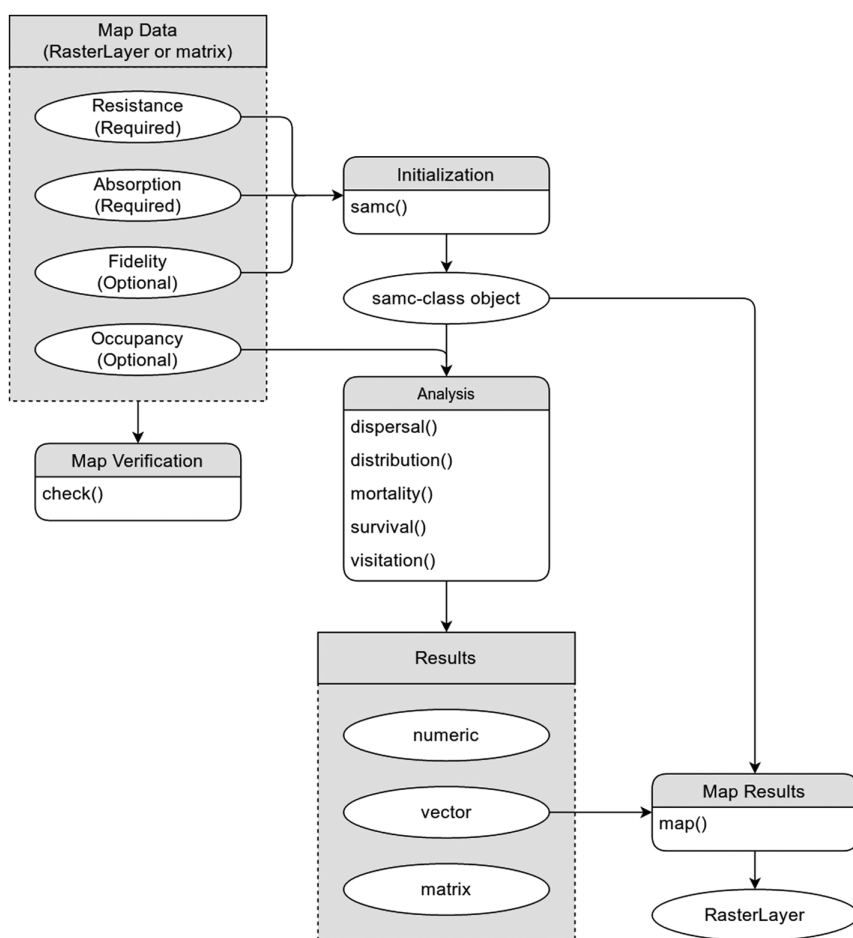 Map Data
(RasterLayer or matrix)
Resistance
(Required)
Absorption
(Required)
Fidelity
(Optional)
Occupancy
(Optional)
Map Verification
check()
Initialization
samc()
samc-class object
Analysis
dispersal()
distribution()
mortality()
survival()
visitation()
Results
numeric
vector
matrix
Map Results
map()
RasterLayer